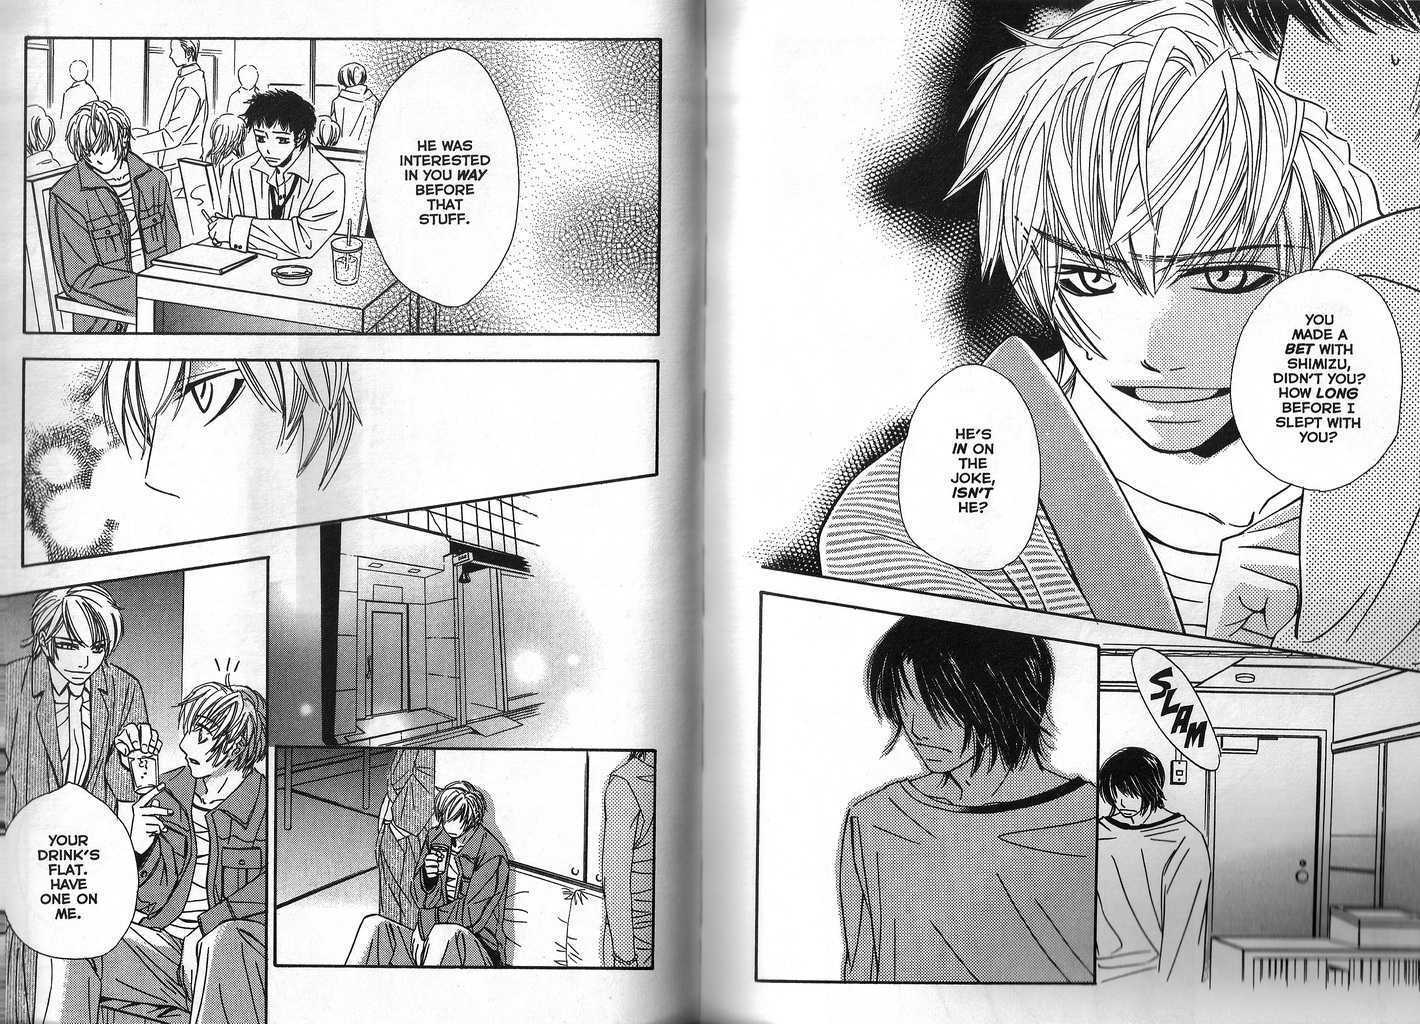 YOU
MADE A
BET WITH
SHIMIZU,
DIDN'T YOU?
HOW LONG
BEFORE I
SLEPT WITH
YOU?
HE'S
IN ON
THE
JOKE,
ISN'T
HE?
SLAM
HE WAS
INTERESTED
IN YOU WAY
BEFORE
THAT
STUFF.
YOUR
DRINK'S
FLAT. HAVE
ONE ON
ME.